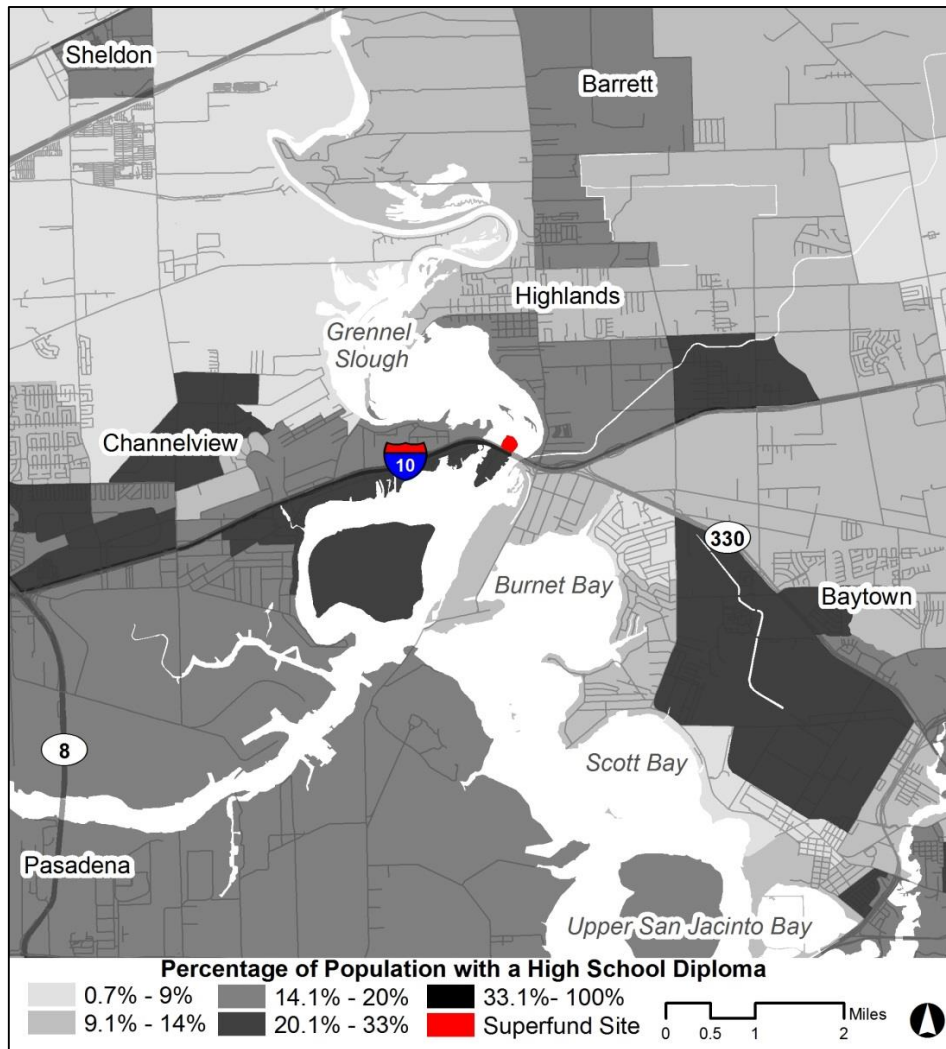 Sheldon
Barrett
Highlands
Grennel
Slough
Channelview
10
330
Burnet Bay
Baytown
8
Scott Bay
Pasadena
Upper San Jacinto Bay
Percentage of Population with a High School Diploma
0.7% - 9%
14.1% - 20%
33.1%- 100%
9.1% - 14%
20.1% - 33%
Superfund Site
Miles
0 0.5 1 2